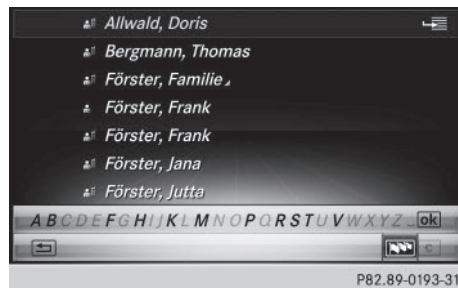 Allwald, Doris
Bergmann, Thomas
Förster, Familie
Förster, Frank
Förster, Frank
Förster, Jana
Förster, Jutta
A B C D E F G H I J K L M N O P Q R S T U V W X Y Z _ ok
C
P82.89-0193-31